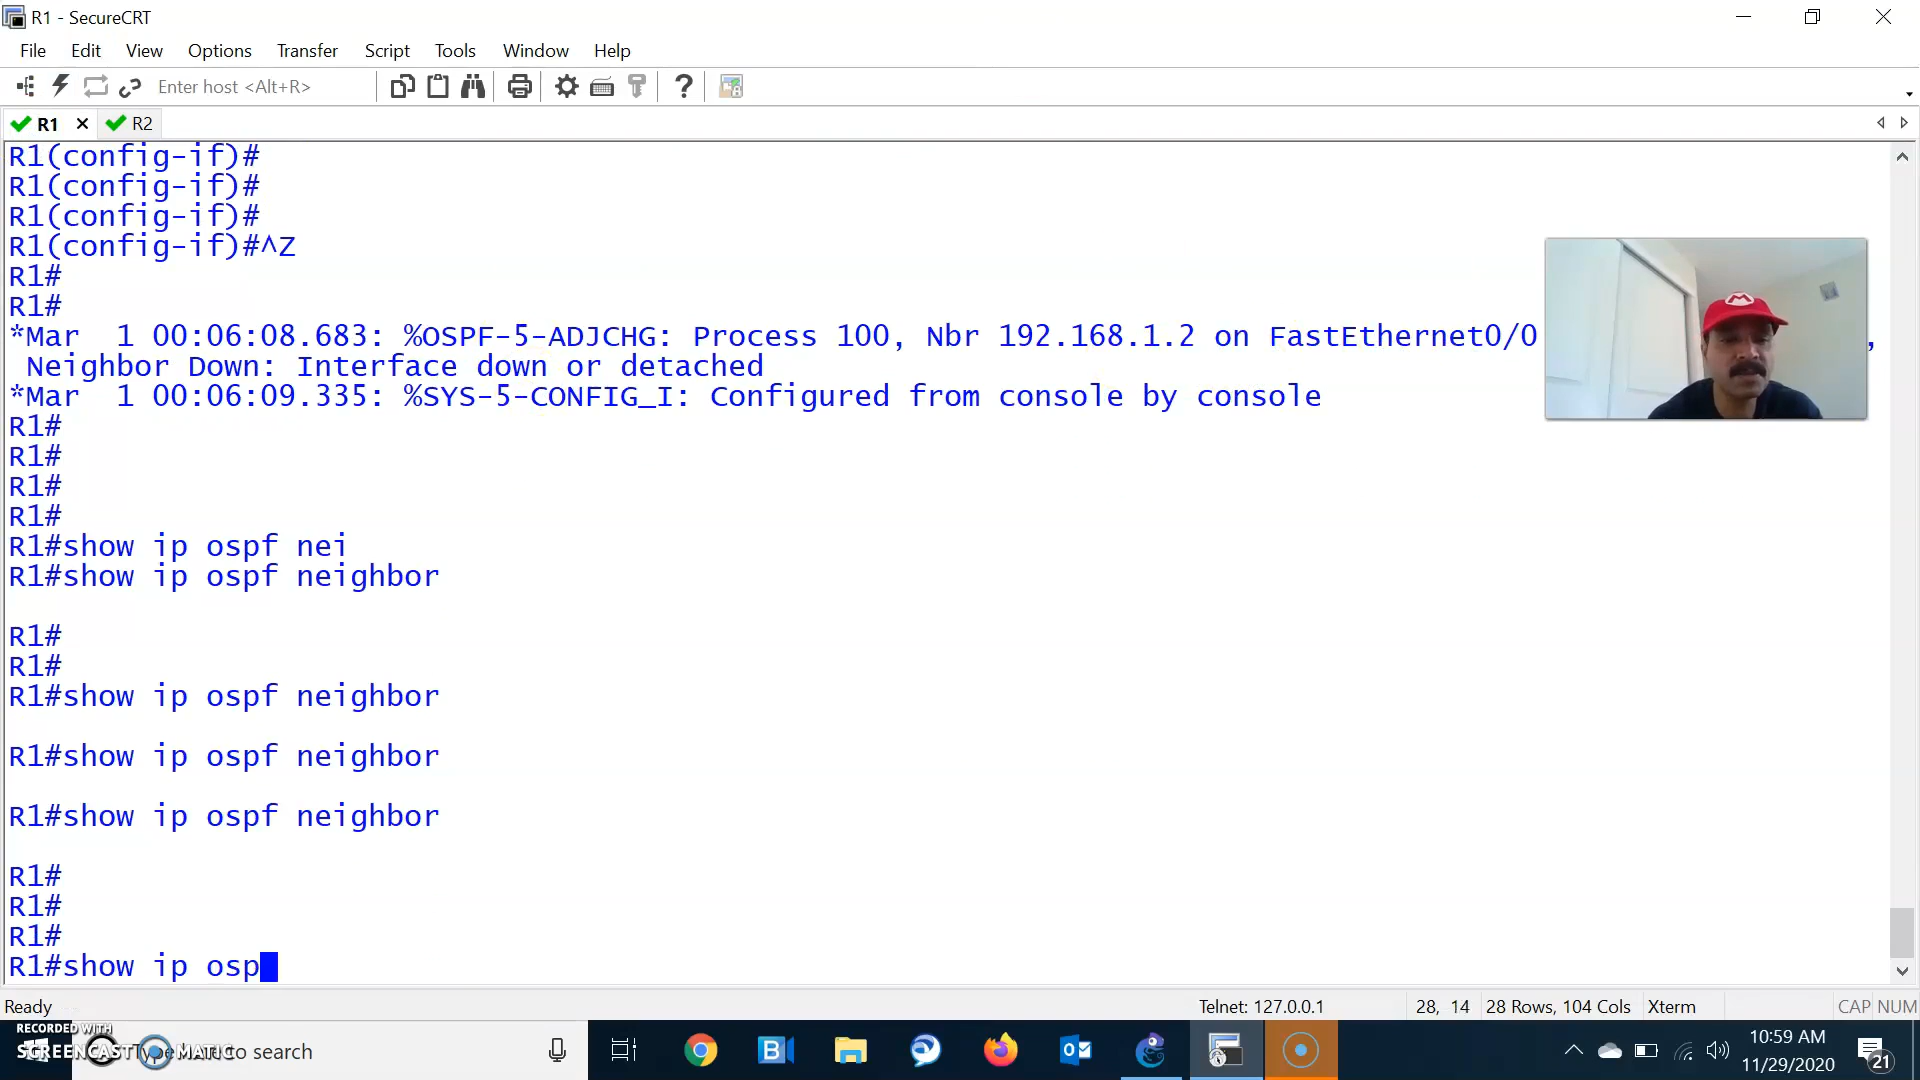 R1 - SecureCRT
File Edit View Options Transfer Script Tools Window Help
Enter host <Alt+R>
R1 R2
R1(config-if)#
R1(config-if)#
R1(config-if)#
R1(config-if)#^Z
R1#
R1#
*Mar  1 00:06:08.683: %OSPF-5-ADJCHG: Process 100, Nbr 192.168.1.2 on FastEthernet0/0 ,
Neighbor Down: Interface down or detached
*Mar  1 00:06:09.335: %SYS-5-CONFIG_I: Configured from console by console
R1#
R1#
R1#
R1#
R1#show ip ospf nei
R1#show ip ospf neighbor
R1#
R1#
R1#show ip ospf neighbor
R1#show ip ospf neighbor
R1#show ip ospf neighbor
R1#
R1#
R1#
R1#show ip osp
Ready Telnet: 127.0.0.1 28, 14 28 Rows, 104 Cols Xterm CAP NUM
RECORDED WITH
SCREENCAST MATIC
Type to search
10:59 AM
11/29/2020
21